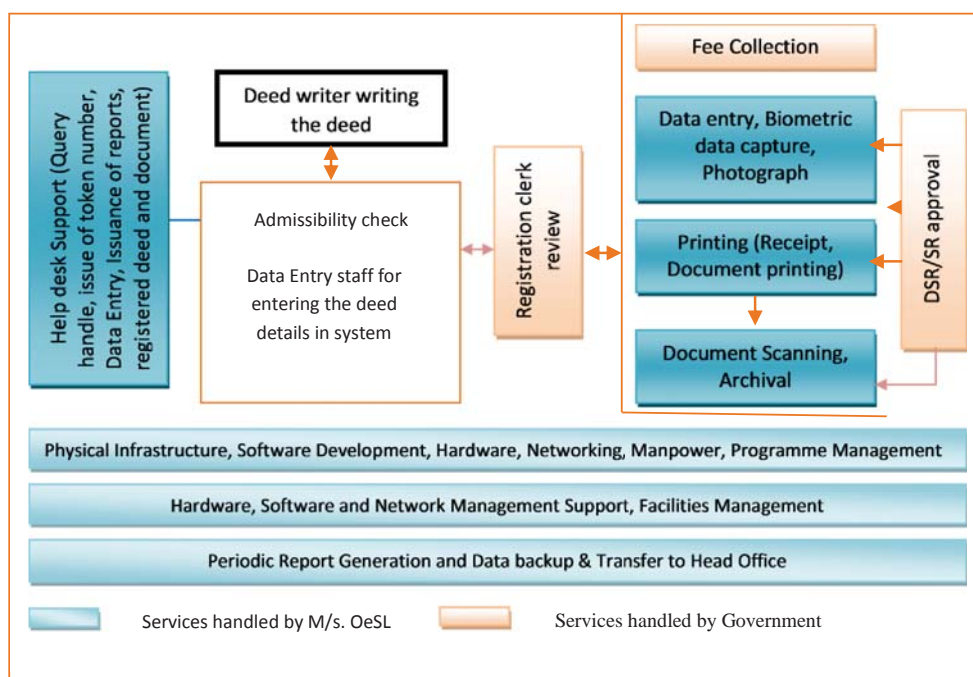 Help desk Support (Query
handle, issue of token number,
Data Entry, Issuance of reports,
registered deed and document)
Deed writer writing
the deed
Admissibility check
Data Entry staff for
entering the deed
details in system
Registration clerk
review
Fee Collection
Data entry, Biometric
data capture,
Photograph
Printing (Receipt,
Document printing)
Document Scanning,
Archival
DSR/SR approval
Physical Infrastructure, Software Development, Hardware, Networking, Manpower, Programme Management
Hardware, Software and Network Management Support, Facilities Management
Periodic Report Generation and Data backup & Transfer to Head Office
Services handled by M/s. OeSL
Services handled by Government